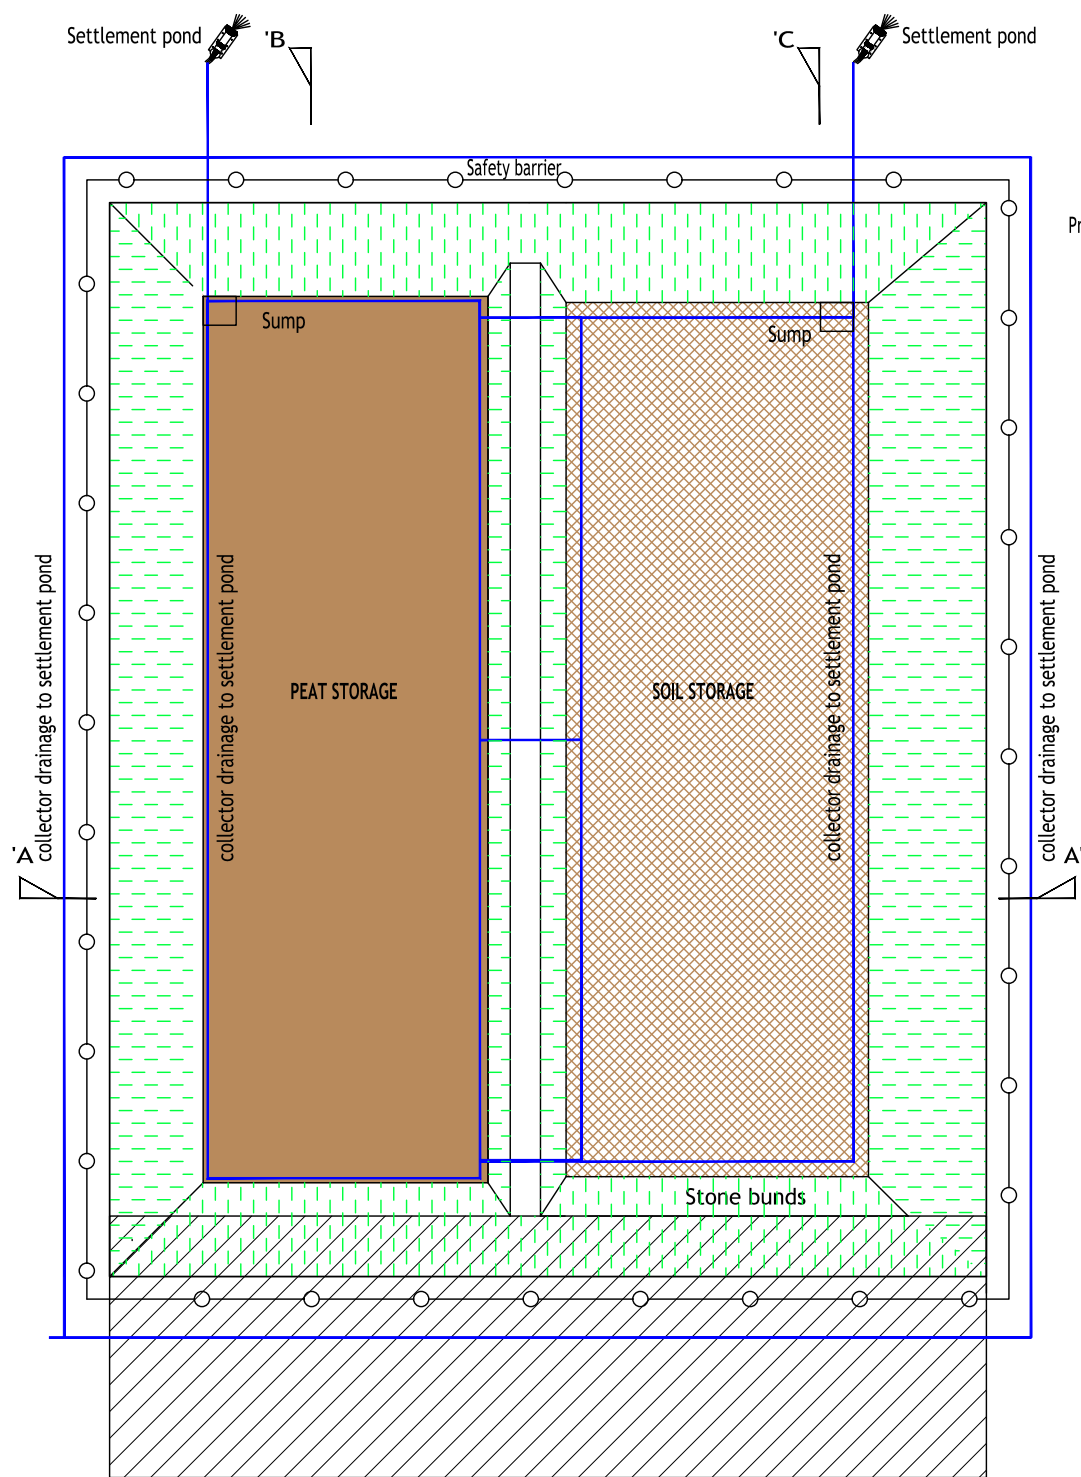 Settlement pond
'B
'C
Settlement pond
Safety barrier
Pr
Sump
Sump
collector drainage to settlement pond
collector drainage to settlement pond
collector drainage to settlement pond
collector drainage to settlement pond
PEAT STORAGE
SOIL STORAGE
'A
A'
Stone bunds